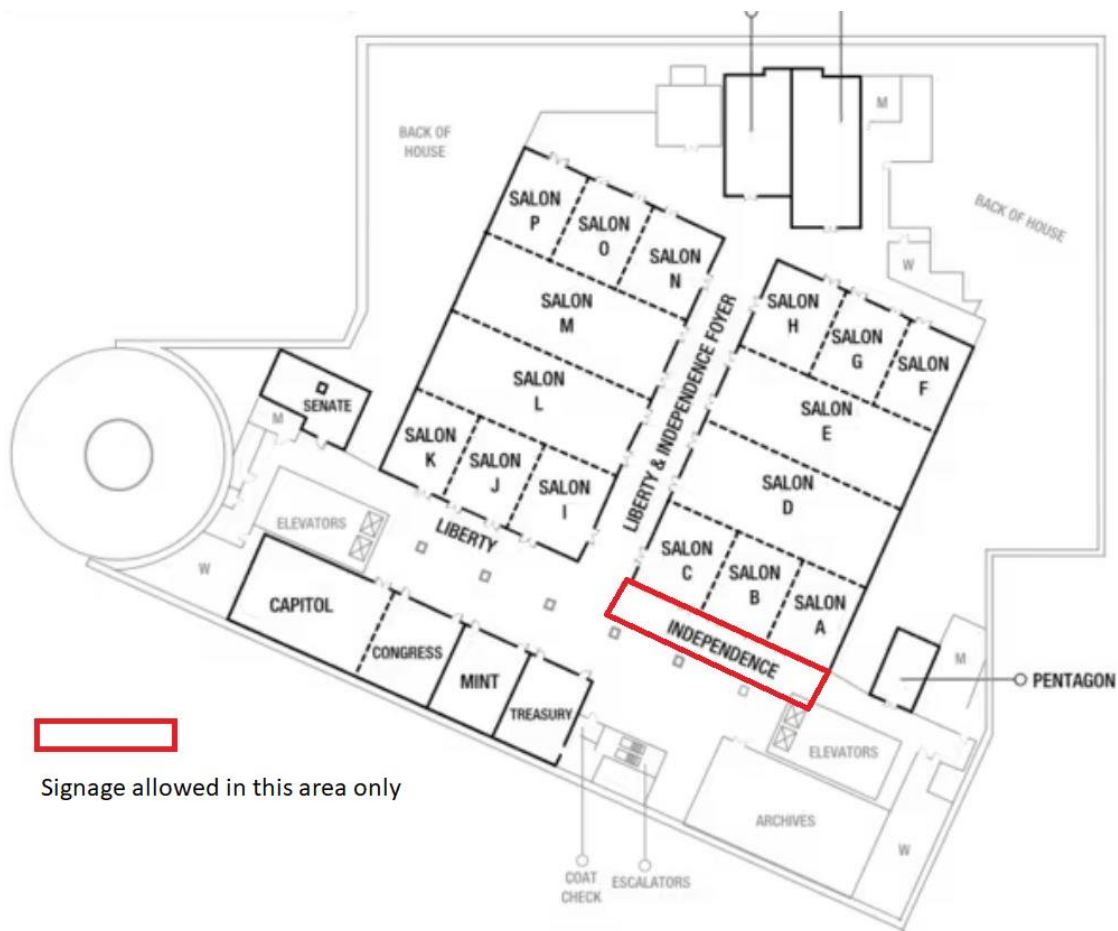 BACK OF
HOUSE
M
BACK OF HOUSE
W
SALON
P
SALON
O
SALON
N
SALON
M
SALON
L
SALON
K
SALON
J
SALON
I
LIBERTY & INDEPENDENCE FOYER
SALON
H
SALON
G
SALON
F
SALON
E
SALON
D
SALON
C
SALON
B
SALON
A
SENATE
M
ELEVATORS
LIBERTY
W
CAPITOL
CONGRESS
MINT
TREASURY
INDEPENDENCE
M
PENTAGON
ELEVATORS
ARCHIVES
W
COAT
CHECK
ESCALATORS
Signage allowed in this area only